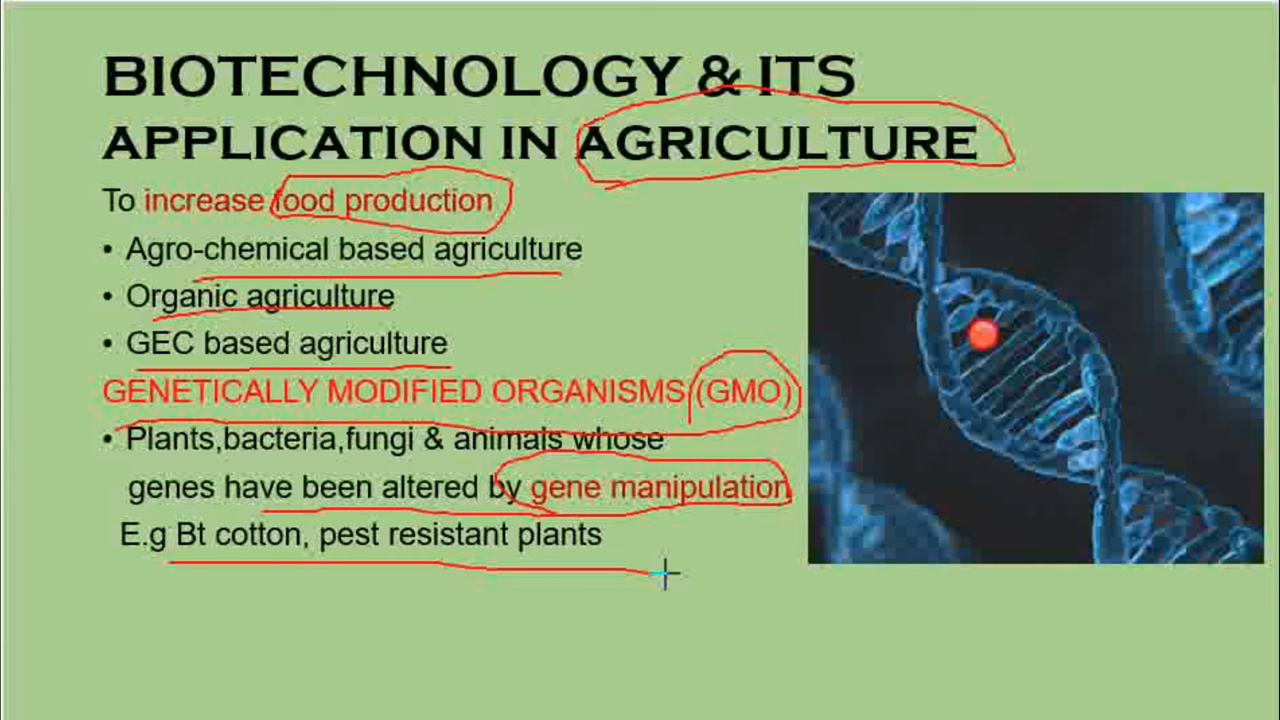 BIOTECHNOLOGY & ITS
APPLICATION IN AGRICULTURE
To increase food production
• Agro-chemical based agriculture
• Organic agriculture
• GEC based agriculture
GENETICALLY MODIFIED ORGANISMS (GMO)
• Plants,bacteria,fungi & animals whose
genes have been altered by gene manipulation
E.g Bt cotton, pest resistant plants